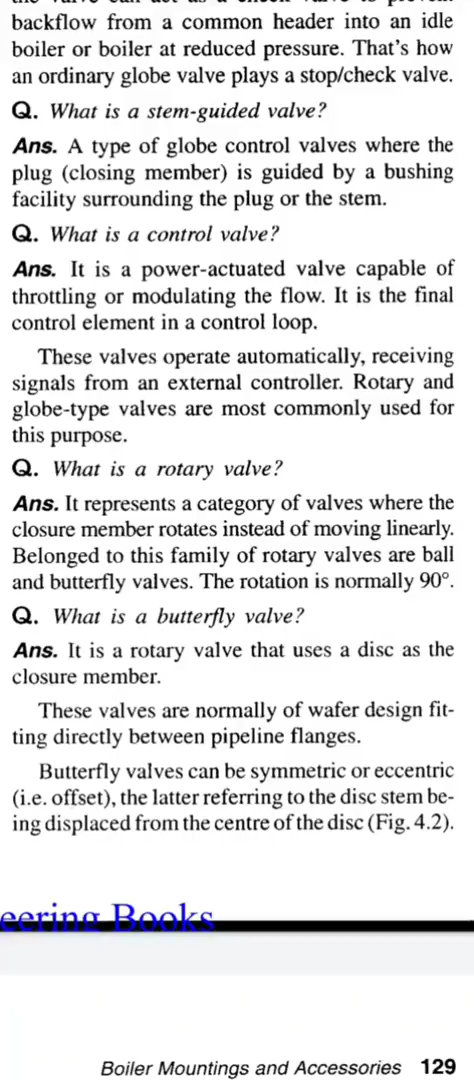 backflow from a common header into an idle
boiler or boiler at reduced pressure. That's how
an ordinary globe valve plays a stop/check valve.
Q. What is a stem-guided valve?
Ans. A type of globe control valves where the
plug (closing member) is guided by a bushing
facility surrounding the plug or the stem.
Q. What is a control valve?
Ans. It is a power-actuated valve capable of
throttling or modulating the flow. It is the final
control element in a control loop.
These valves operate automatically, receiving
signals from an external controller. Rotary and
globe-type valves are most commonly used for
this purpose.
Q. What is a rotary valve?
Ans. It represents a category of valves where the
closure member rotates instead of moving linearly.
Belonged to this family of rotary valves are ball
and butterfly valves. The rotation is normally 90°.
Q. What is a butterfly valve?
Ans. It is a rotary valve that uses a disc as the
closure member.
These valves are normally of wafer design fit-
ting directly between pipeline flanges.
Butterfly valves can be symmetric or eccentric
(i.e. offset), the latter referring to the disc stem be-
ing displaced from the centre of the disc (Fig. 4.2).
eering Books
Boiler Mountings and Accessories 129